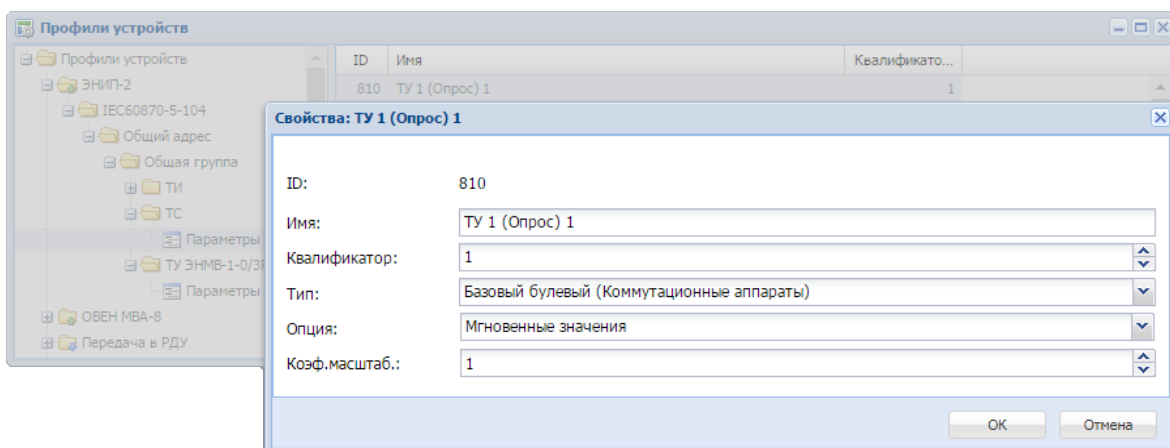 Профили устройств
Профили устройств
ID Имя Квалификато...
ЭНИП-2
810 ТУ 1 (Опрос) 1 1
IEC60870-5-104
Общий адрес
Общая группа
ТИ
ТС
Параметры
ТУ ЭНМВ-1-0/3
Параметры
ОВЕН МВА-8
Передача в РДУ
Свойства: ТУ 1 (Опрос) 1
ID: 810
Имя: ТУ 1 (Опрос) 1
Квалификатор: 1
Тип: Базовый булевый (Коммутационные аппараты)
Опция: Мгновенные значения
Коэф.масштаб.: 1
ОК Отмена